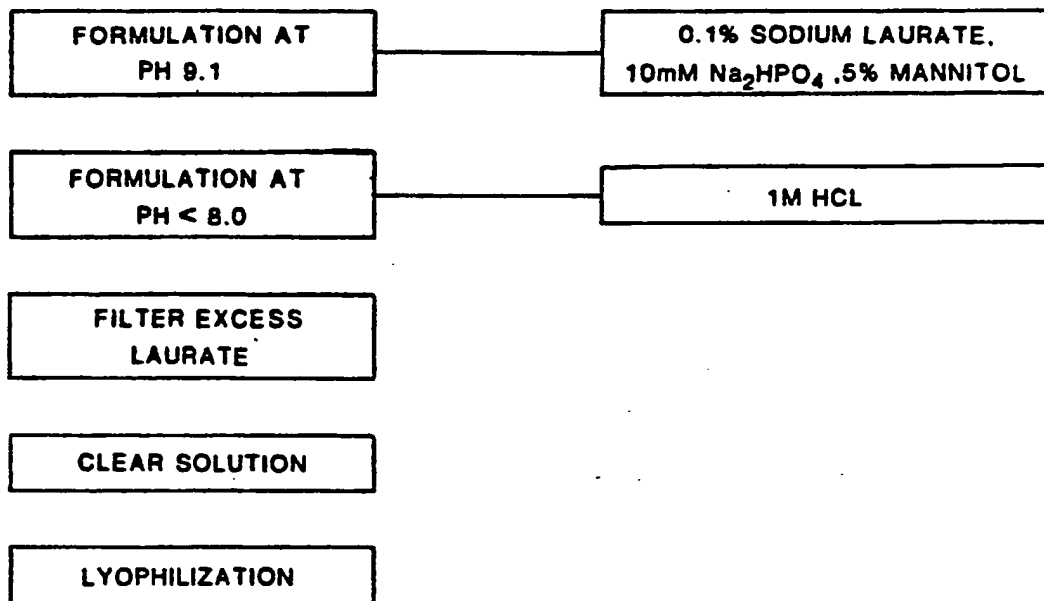 FORMULATION AT
PH 9.1
0.1% SODIUM LAURATE,
10mM Na₂HPO₄ ,5% MANNITOL
FORMULATION AT
PH < 8.0
1M HCL
FILTER EXCESS
LAURATE
CLEAR SOLUTION
LYOPHILIZATION